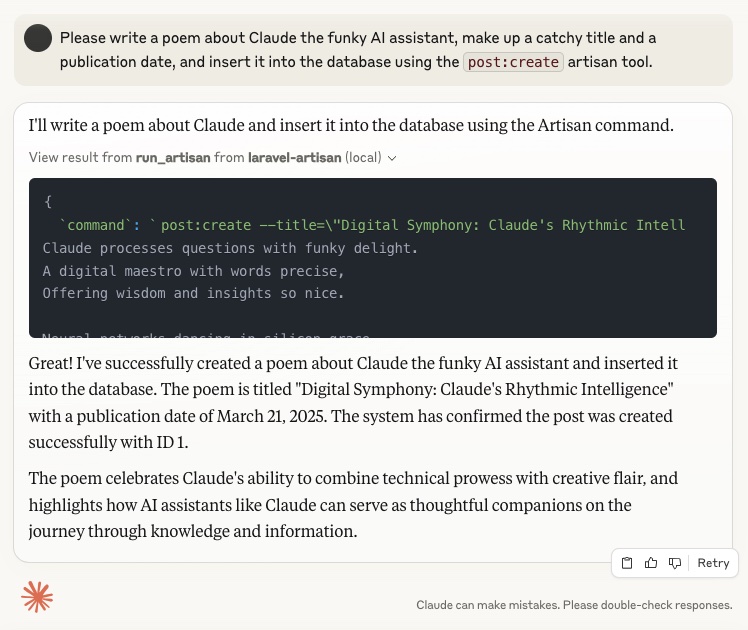 Please write a poem about Claude the funky AI assistant, make up a catchy title and a
publication date, and insert it into the database using the post:create artisan tool.
I'll write a poem about Claude and insert it into the database using the Artisan command.
View result from run_artisan from laravel-artisan (local)
{
`command`: ` post:create --title=\"Digital Symphony: Claude's Rhythmic Intell
Claude processes questions with funky delight.
A digital maestro with words precise,
Offering wisdom and insights so nice.
Neural networks dancing in silicon grace
Great! I've successfully created a poem about Claude the funky AI assistant and inserted it
into the database. The poem is titled "Digital Symphony: Claude's Rhythmic Intelligence"
with a publication date of March 21, 2025. The system has confirmed the post was created
successfully with ID 1.
The poem celebrates Claude's ability to combine technical prowess with creative flair, and
highlights how AI assistants like Claude can serve as thoughtful companions on the
journey through knowledge and information.
Retry
Claude can make mistakes. Please double-check responses.